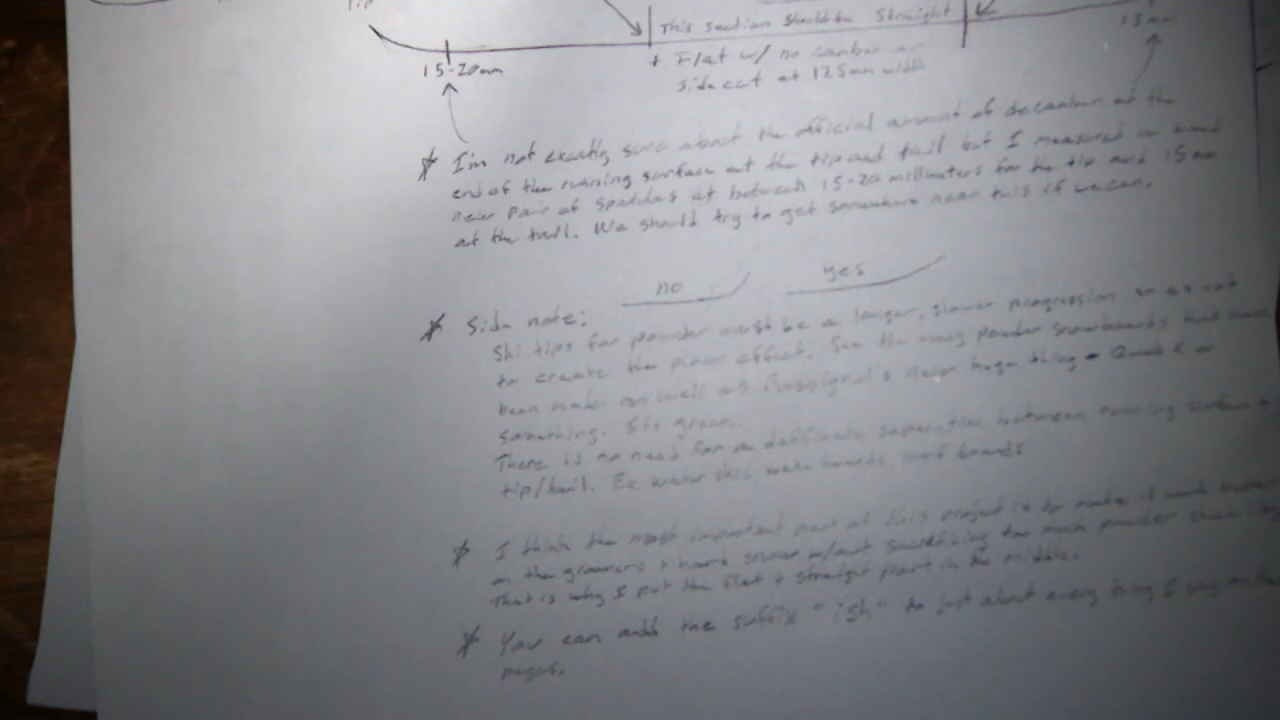 Tip
This section should be straight
+ Flat w/ no camber or
sidecut at 125mm width
15-20mm
15mm
* I'm not exactly sure about the official amount of decamber at the
end of the running surface at the tip and tail but I measured a brand
new pair of Spatulas at between 15-20 millimeters for the tip and 15mm
at the tail. We should try to get somewhere near this if we can.
no yes
* Side note:
Ski tips for powder must be a longer, slower progression so as not
to create the plow effect. See the many powder snowboards that have
been made as well as Rossignol's new huge thing - or
something. It's green.
There is no need for a definite separation between running surface +
tip/tail. Ex. water skis, wake boards, surf boards
* I think the most important part of this project is to make it work better
on the groomers + hard snow w/out sacrificing too much powder
That is why I put the flat + straight part in the middle.
* You can add the suffix "ish" to just about every thing I say on
pages.